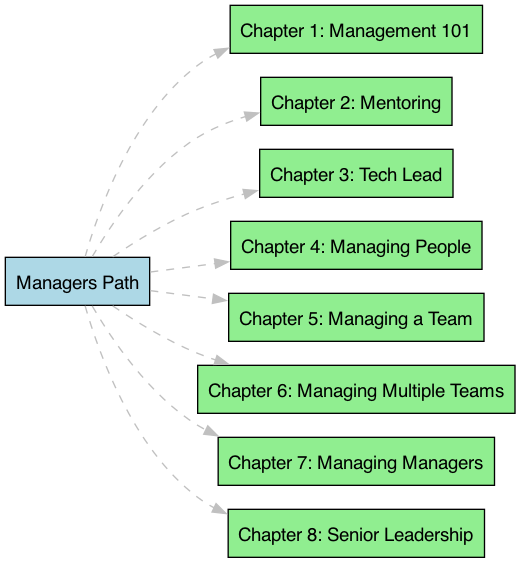 Chapter 1: Management 101
Chapter 2: Mentoring
Chapter 3: Tech Lead
Chapter 4: Managing People
Managers Path
Chapter 5: Managing a Team
Chapter 6: Managing Multiple Teams
Chapter 7: Managing Managers
Chapter 8: Senior Leadership